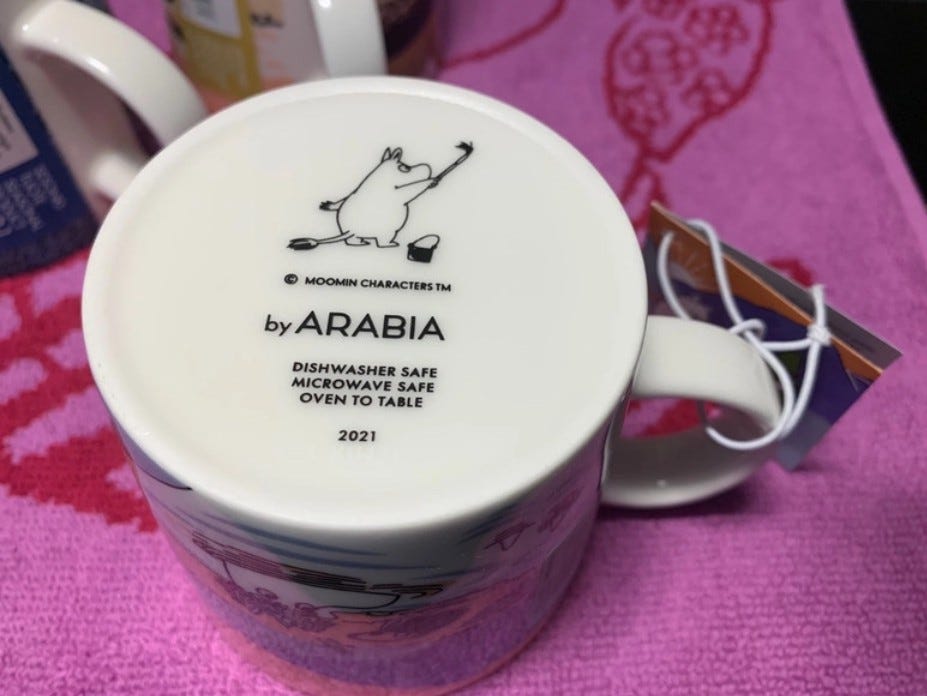 © MOOMIN CHARACTERS TM
by ARABIA
DISHWASHER SAFE
MICROWAVE SAFE
OVEN TO TABLE
2021